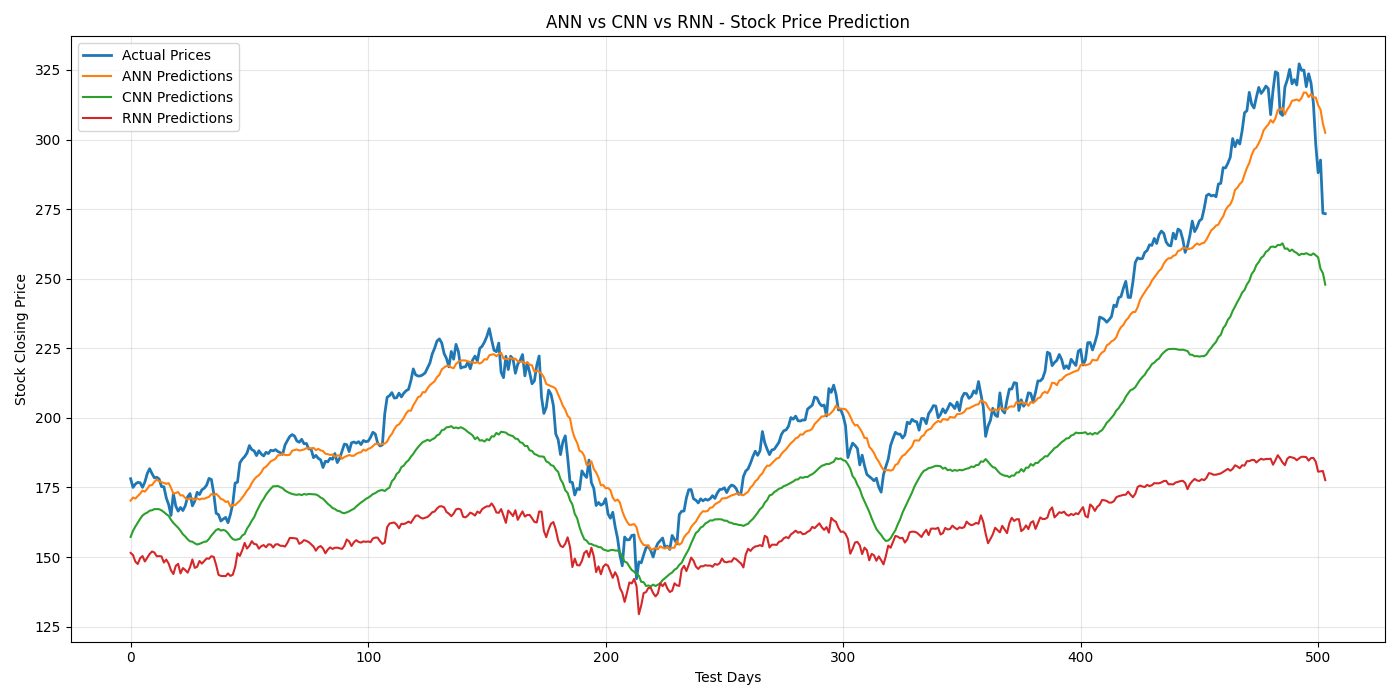 ANN vs CNN vs RNN - Stock Price Prediction
Actual Prices
ANN Predictions
CNN Predictions
RNN Predictions
Stock Closing Price
325
300
275
250
225
200
175
150
125
0 100 200 300 400 500
Test Days